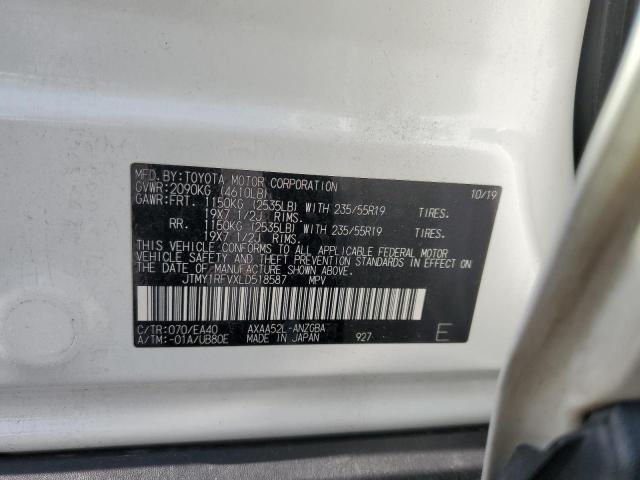 MFD.BY:TOYOTA MOTOR CORPORATION 10/19
GVWR:2090KG (4610LB)
GAWR:FRT. 1150KG (2535LB) WITH 235/55R19 TIRES.
19X7 1/2J RIMS.
RR. 1150KG (2535LB) WITH 235/55R19 TIRES.
19X7 1/2J RIMS.
THIS VEHICLE CONFORMS TO ALL APPLICABLE FEDERAL MOTOR
VEHICLE SAFETY AND THEFT PREVENTION STANDARDS IN EFFECT
ON THE DATE OF MANUFACTURE SHOWN ABOVE.
JTMY1RFVXLD518587 MPV
C/TR:070/EA40 AXAA52L-ANZGBA
A/TM:-01A/UB80E MADE IN JAPAN 927 E